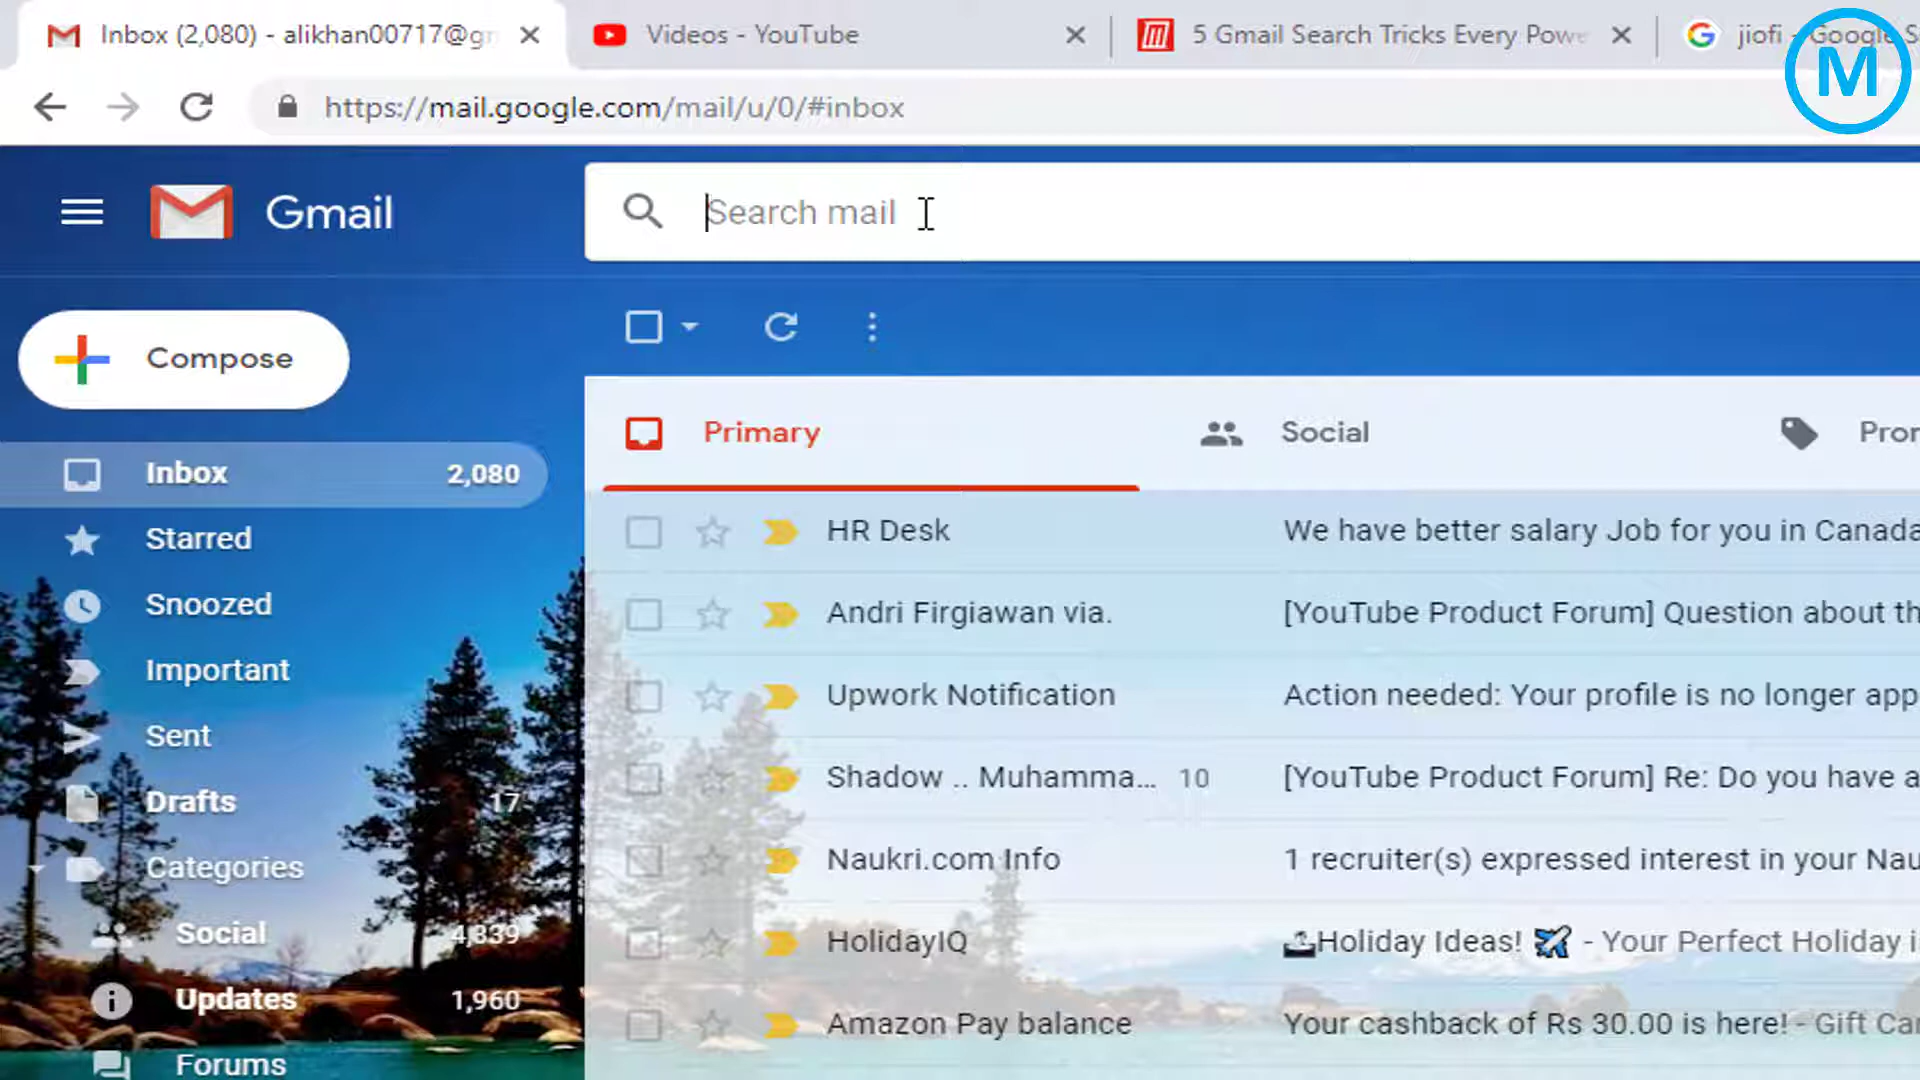 Inbox (2,080) - alikhan00717@gm
Videos - YouTube
5 Gmail Search Tricks Every Powe
jiofi - Google S
M
https://mail.google.com/mail/u/0/#inbox
Gmail
Search mail
Compose
Primary
Social
Pro
Inbox 2,080
Starred
Snoozed
Important
Sent
Drafts 17
Categories
Social 4,839
Updates 1,960
Forums
HR Desk We have better salary Job for you in Canada
Andri Firgiawan via. [YouTube Product Forum] Question about th
Upwork Notification Action needed: Your profile is no longer app
Shadow .. Muhamma... 10 [YouTube Product Forum] Re: Do you have a
Naukri.com Info 1 recruiter(s) expressed interest in your Nau
HolidayIQ Holiday Ideas! - Your Perfect Holiday i
Amazon Pay balance Your cashback of Rs 30.00 is here! - Gift Car